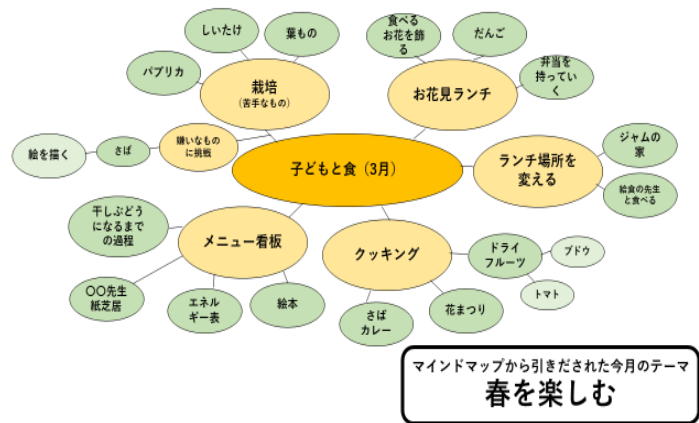 しいたけ
葉もの
パプリカ
栽培
(苦手なもの)
食べる
お花を飾
る
だんご
弁当を
持ってい
く
お花見ランチ
絵を描く
さば
嫌いなもの
に挑戦
子どもと食（3月）
ランチ場所を
変える
ジャムの
家
給食の先生
と食べる
干しぶどう
になるまで
の過程
メニュー看板
〇〇先生
紙芝居
エネル
ギー表
絵本
クッキング
ドライ
フルーツ
ブドウ
トマト
さば
カレー
花まつり
マインドマップから引きだされた今月のテーマ
春を楽しむ